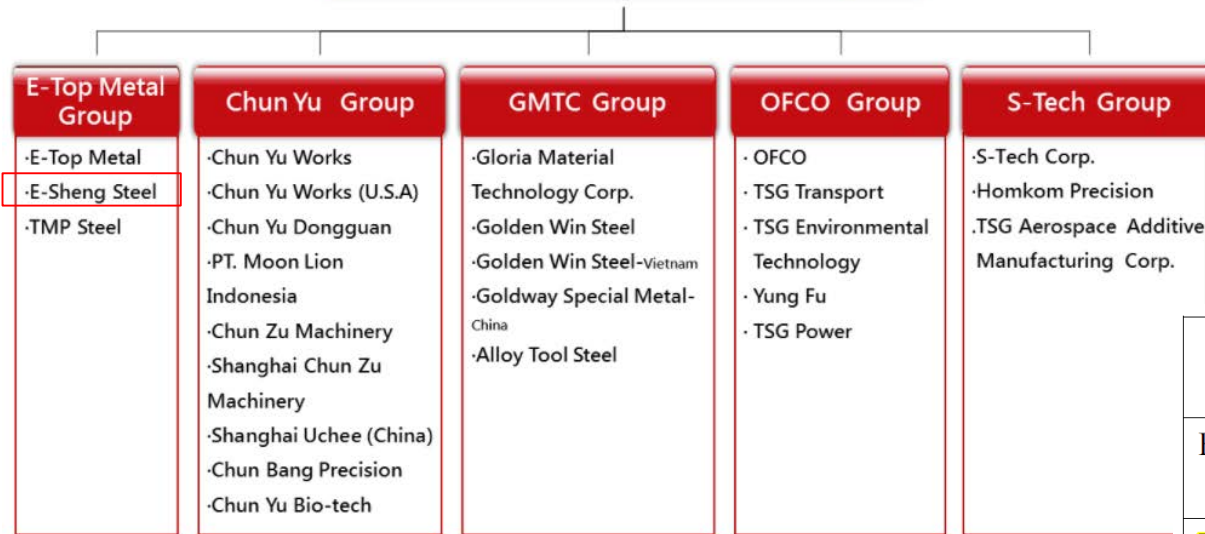 E-Top Metal
Group
·E-Top Metal
·E-Sheng Steel
·TMP Steel
Chun Yu Group
·Chun Yu Works
·Chun Yu Works (U.S.A)
·Chun Yu Dongguan
·PT. Moon Lion
Indonesia
·Chun Zu Machinery
·Shanghai Chun Zu
Machinery
·Shanghai Uchee (China)
·Chun Bang Precision
·Chun Yu Bio-tech
GMTC Group
·Gloria Material
Technology Corp.
·Golden Win Steel
·Golden Win Steel-Vietnam
·Goldway Special Metal-
China
·Alloy Tool Steel
OFCO Group
· OFCO
· TSG Transport
· TSG Environmental
Technology
· Yung Fu
· TSG Power
S-Tech Group
·S-Tech Corp.
·Homkom Precision
.TSG Aerospace Additive
Manufacturing Corp.